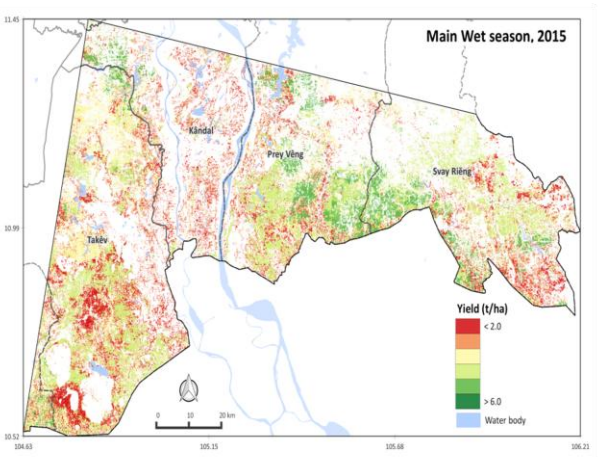 11.45
Main Wet season, 2015
Kândal
Prey Vêng
Svay Riêng
10.99
Takêv
Yield (t/ha)
< 2.0
> 6.0
Water body
0 10 20 km
10.52
104.63 105.15 105.68 106.21